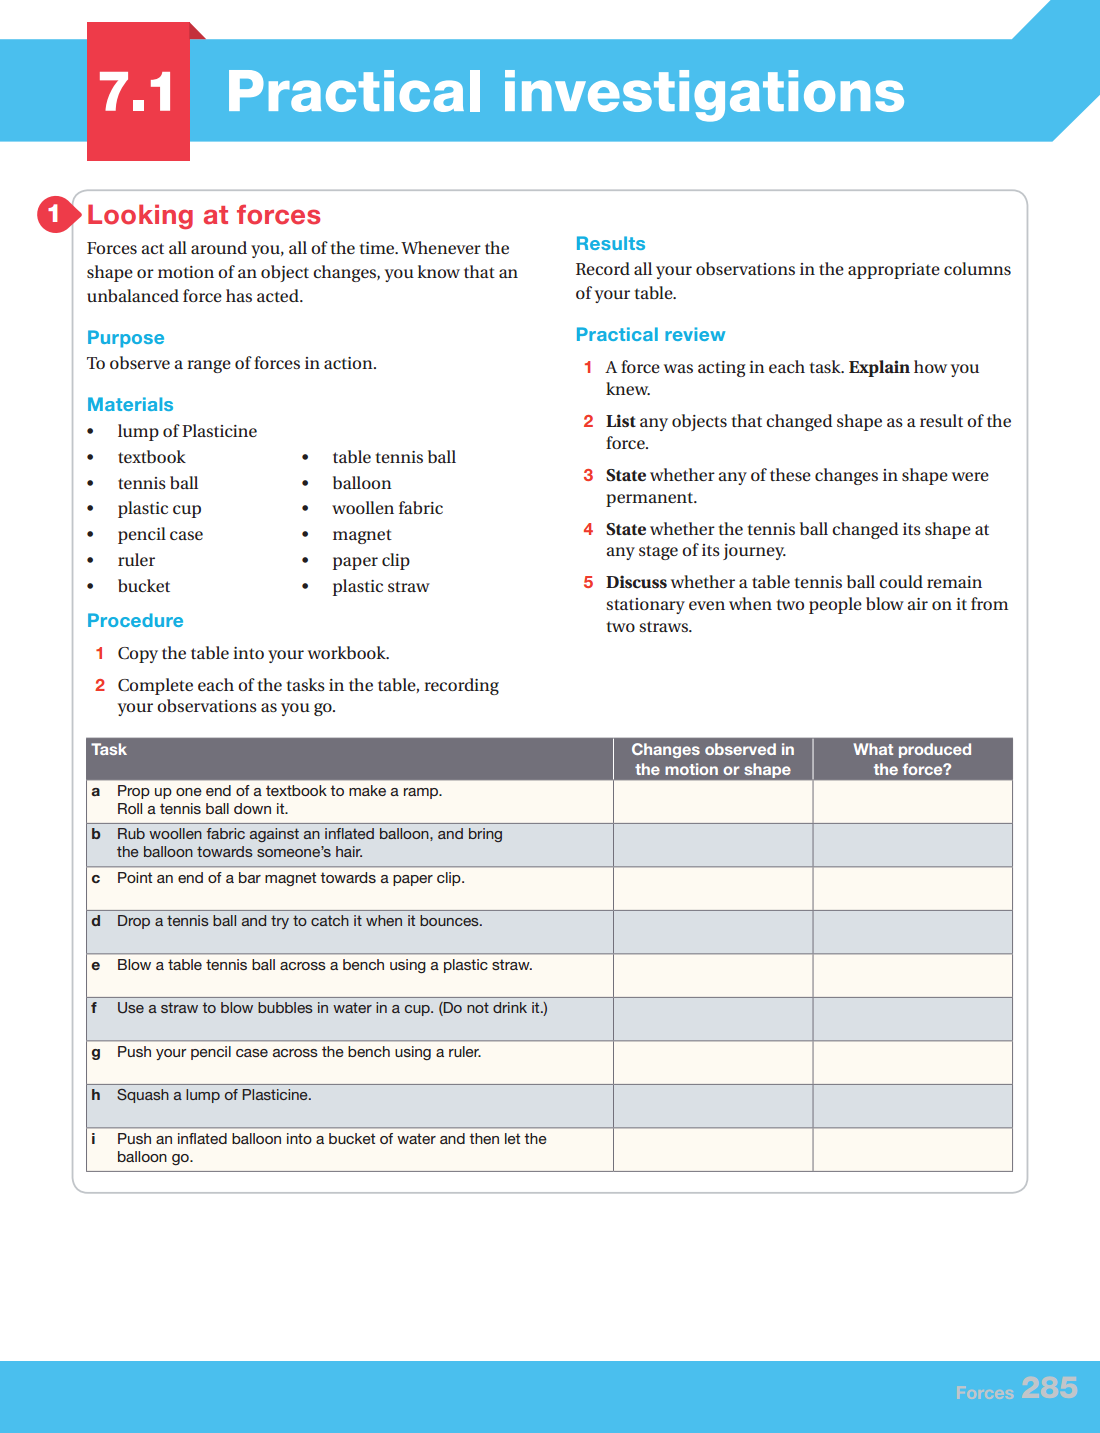 7.1 Practical investigations
1 Looking at forces
Forces act all around you, all of the time. Whenever the
shape or motion of an object changes, you know that an
unbalanced force has acted.
Purpose
To observe a range of forces in action.
Materials
• lump of Plasticine
• textbook
• tennis ball
• plastic cup
• pencil case
• ruler
• bucket
• table tennis ball
• balloon
• woollen fabric
• magnet
• paper clip
• plastic straw
Procedure
1 Copy the table into your workbook.
2 Complete each of the tasks in the table, recording
your observations as you go.
Results
Record all your observations in the appropriate columns
of your table.
Practical review
1 A force was acting in each task. Explain how you
knew.
2 List any objects that changed shape as a result of the
force.
3 State whether any of these changes in shape were
permanent.
4 State whether the tennis ball changed its shape at
any stage of its journey.
5 Discuss whether a table tennis ball could remain
stationary even when two people blow air on it from
two straws.
Task
Changes observed in
the motion or shape
What produced
the force?
a Prop up one end of a textbook to make a ramp.
Roll a tennis ball down it.
b Rub woollen fabric against an inflated balloon, and bring
the balloon towards someone's hair.
c Point an end of a bar magnet towards a paper clip.
d Drop a tennis ball and try to catch it when it bounces.
e Blow a table tennis ball across a bench using a plastic straw.
f Use a straw to blow bubbles in water in a cup. (Do not drink it.)
g Push your pencil case across the bench using a ruler.
h Squash a lump of Plasticine.
i Push an inflated balloon into a bucket of water and then let the
balloon go.
Forces 285